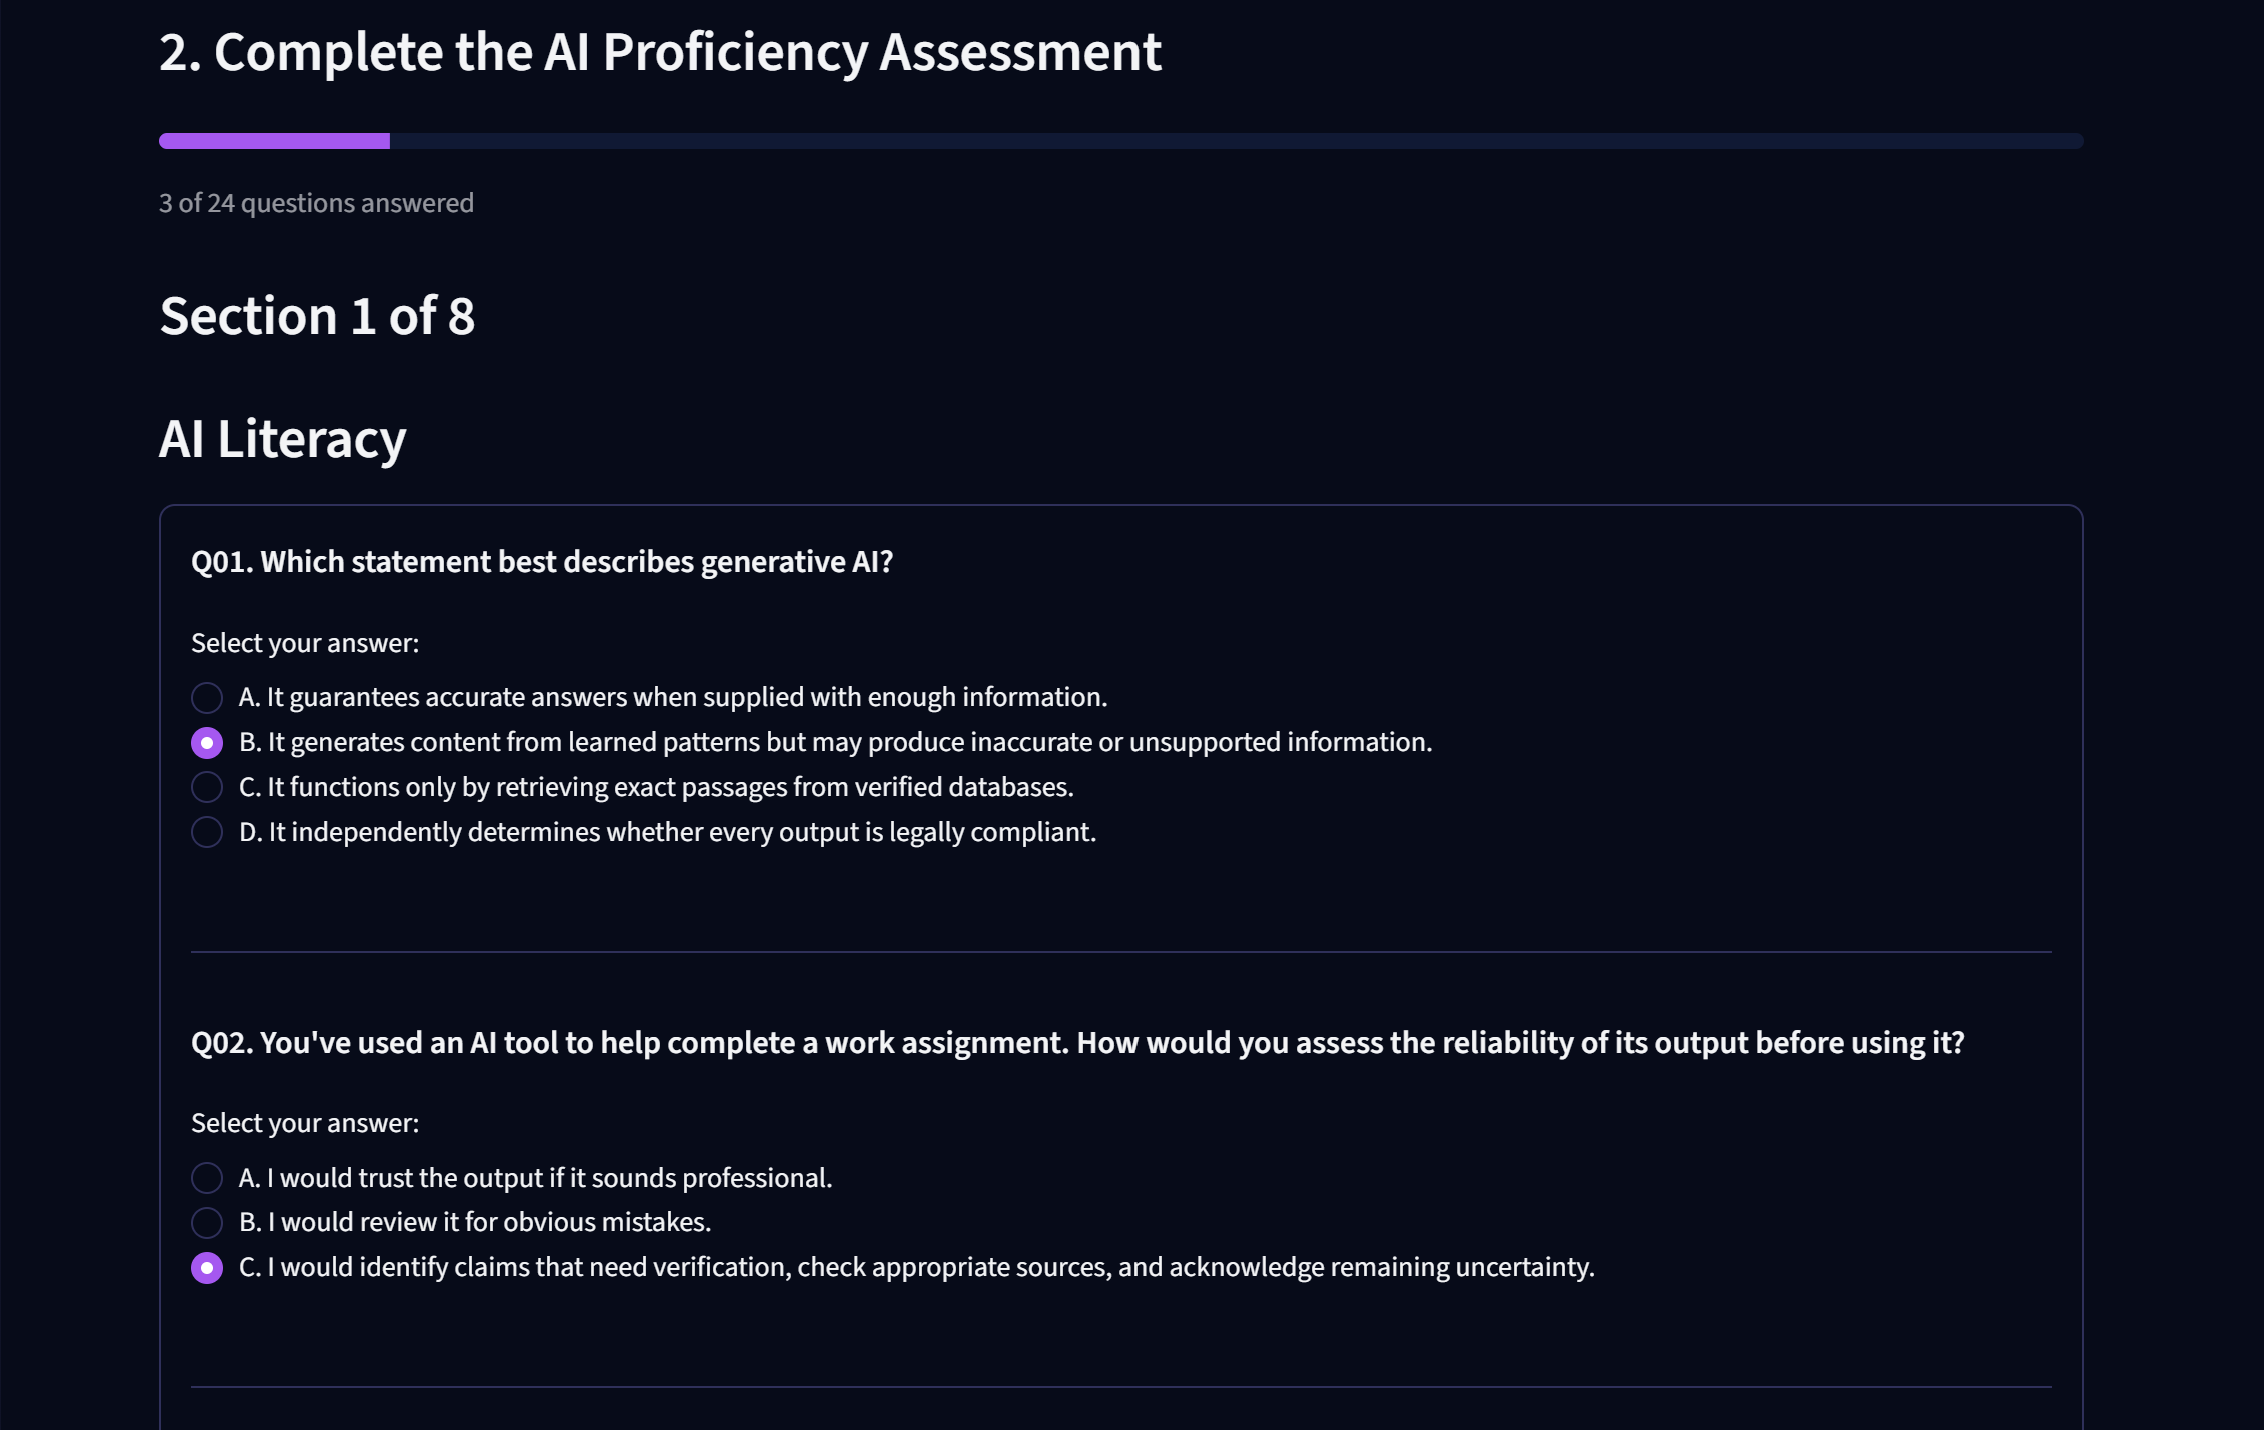 2. Complete the AI Proficiency Assessment
3 of 24 questions answered
Section 1 of 8
AI Literacy
Q01. Which statement best describes generative AI?
Select your answer:
A. It guarantees accurate answers when supplied with enough information.
B. It generates content from learned patterns but may produce inaccurate or unsupported information.
C. It functions only by retrieving exact passages from verified databases.
D. It independently determines whether every output is legally compliant.
Q02. You've used an AI tool to help complete a work assignment. How would you assess the reliability of its output before using it?
Select your answer:
A. I would trust the output if it sounds professional.
B. I would review it for obvious mistakes.
C. I would identify claims that need verification, check appropriate sources, and acknowledge remaining uncertainty.